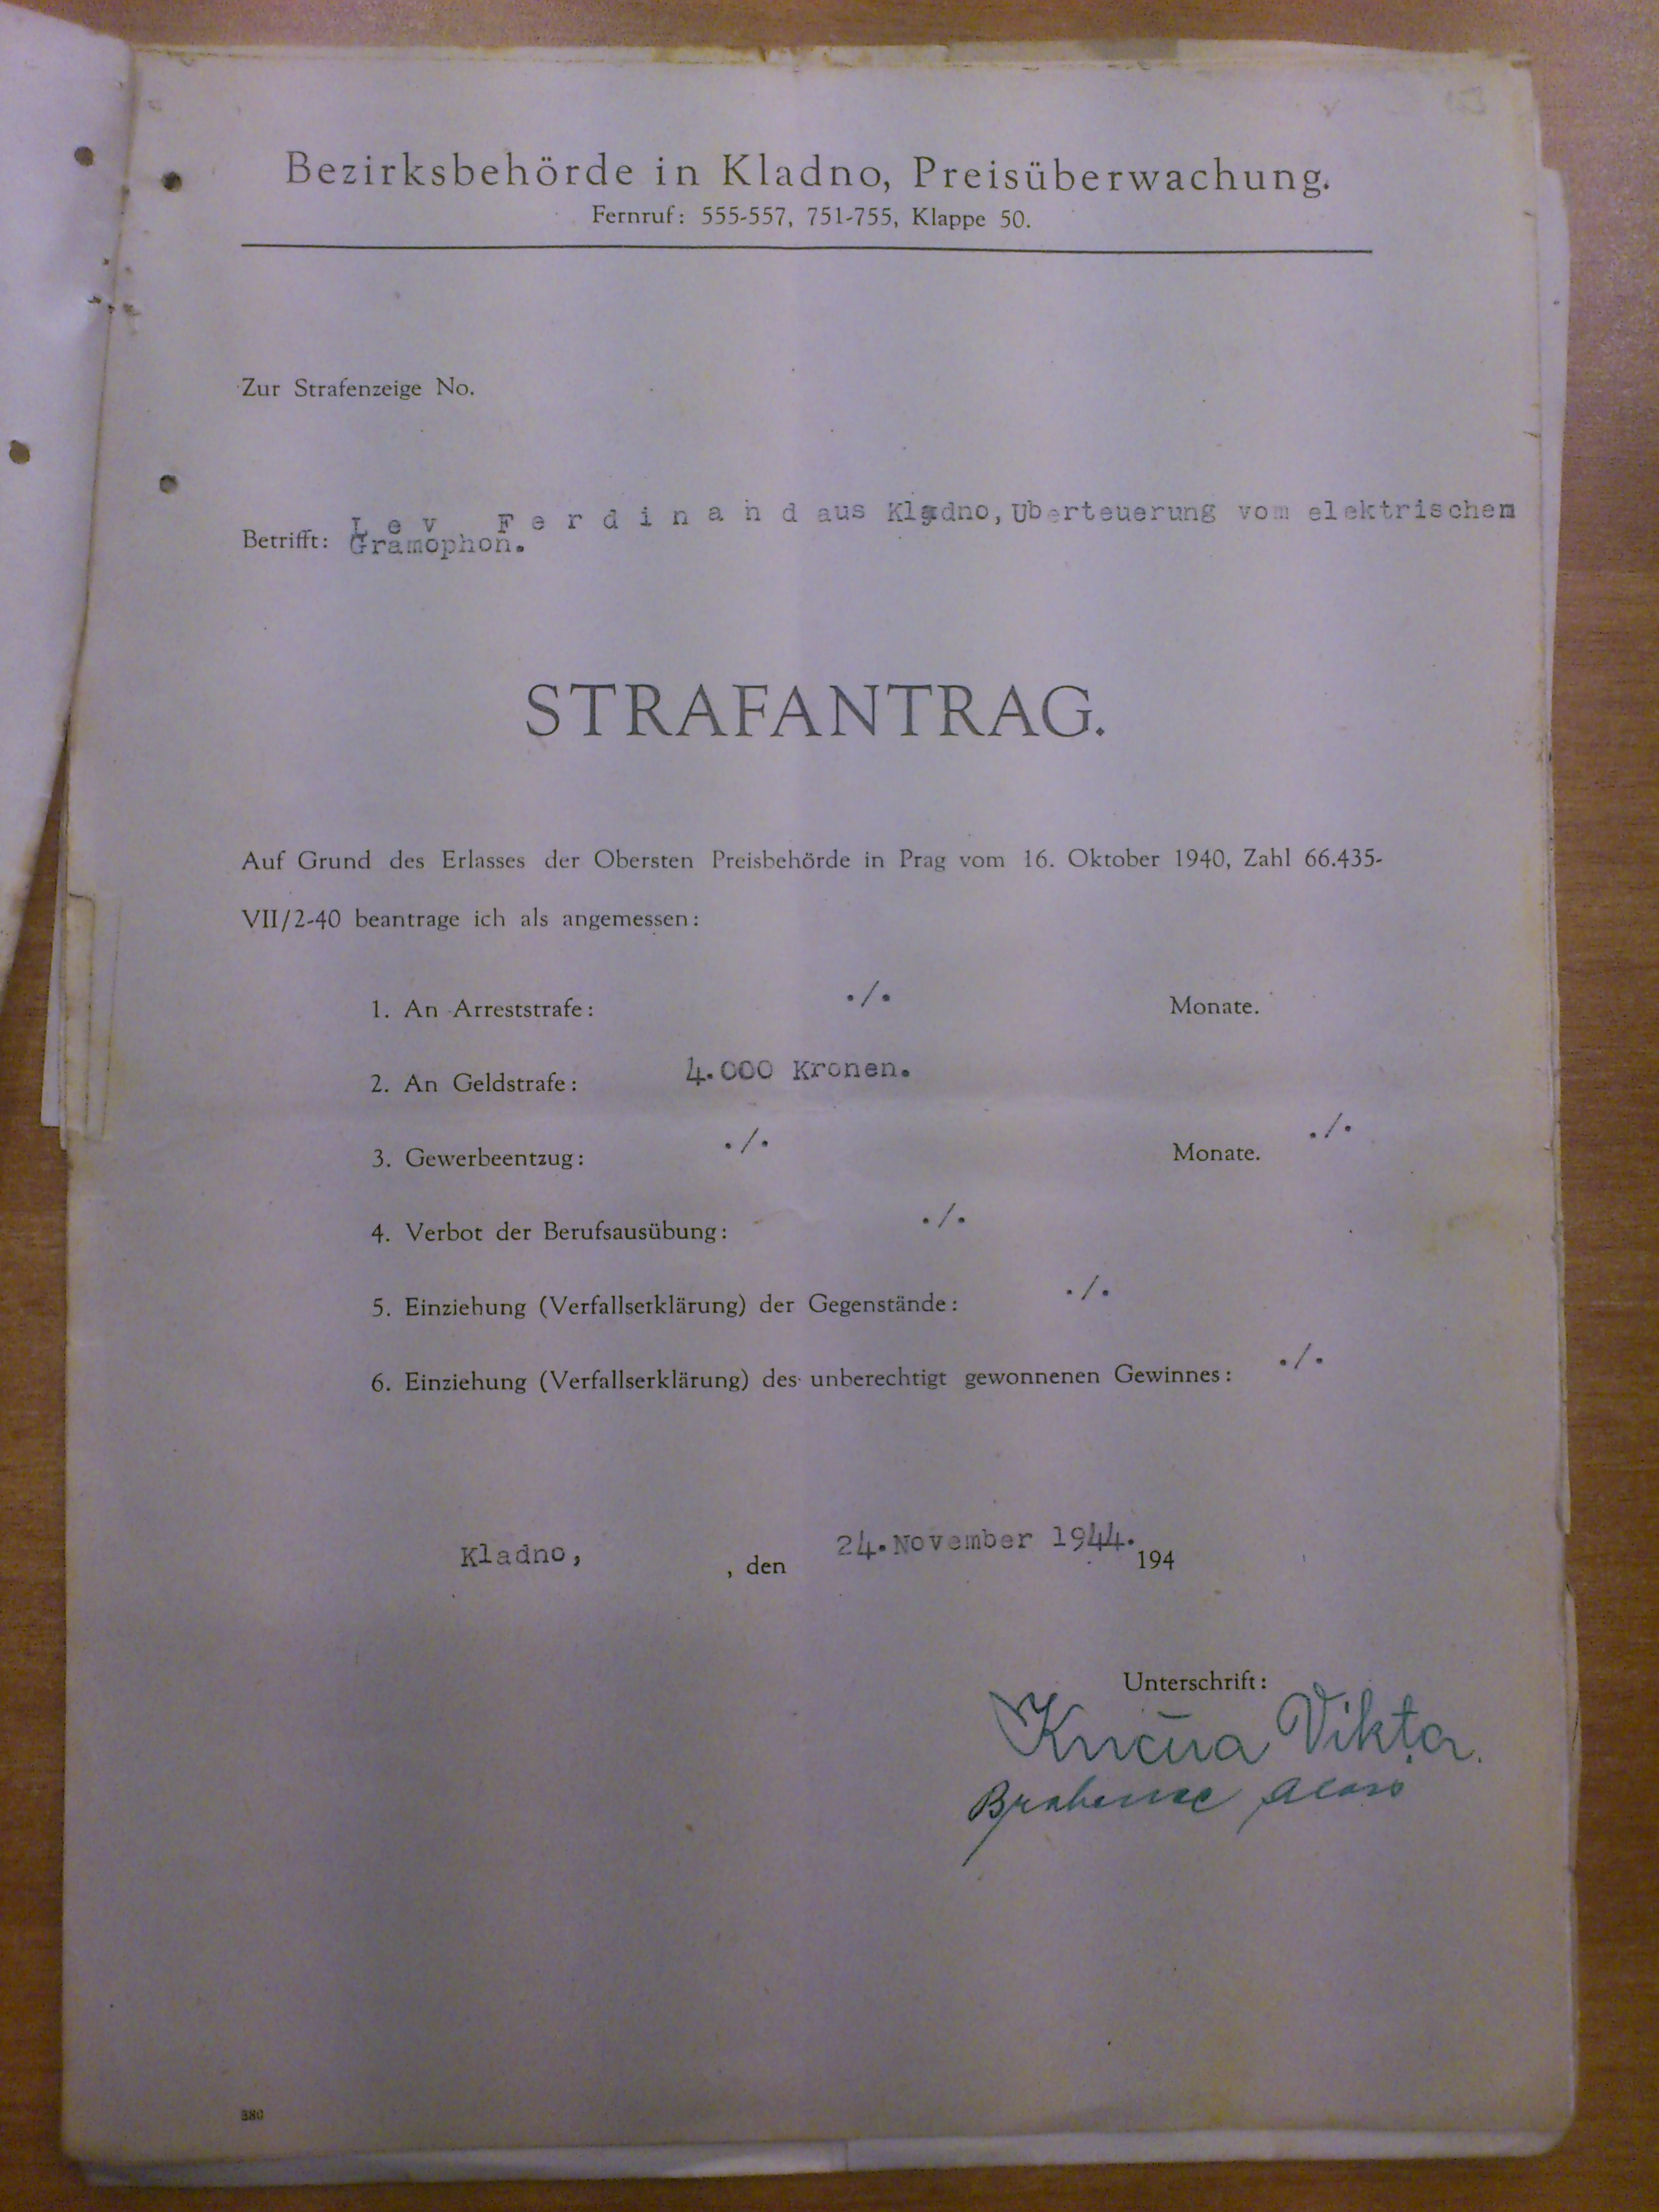 Bezirksbehörde in Kladno, Preisüberwachung.
Fernruf: 555-557, 751-755, Klappe 50.
Zur Strafenzeige No.
Betrifft: Lev Ferdinand aus Kladno, Uberteuerung vom elektrischen
Gramophon.
STRAFANTRAG.
Auf Grund des Erlasses der Obersten Preisbehörde in Prag vom 16. Oktober 1940, Zahl 66.435-
VII/2-40 beantrage ich als angemessen:
1. An Arreststrafe: ./. Monate.
2. An Geldstrafe: 4.000 Kronen.
3. Gewerbeentzug: ./. Monate. ./.
4. Verbot der Berufsausübung: ./.
5. Einziehung (Verfallserklärung) der Gegenstände: ./.
6. Einziehung (Verfallserklärung) des unberechtigt gewonnenen Gewinnes: ./.
Kladno, , den 24.November 1944. 194
Unterschrift:
Vikto
380